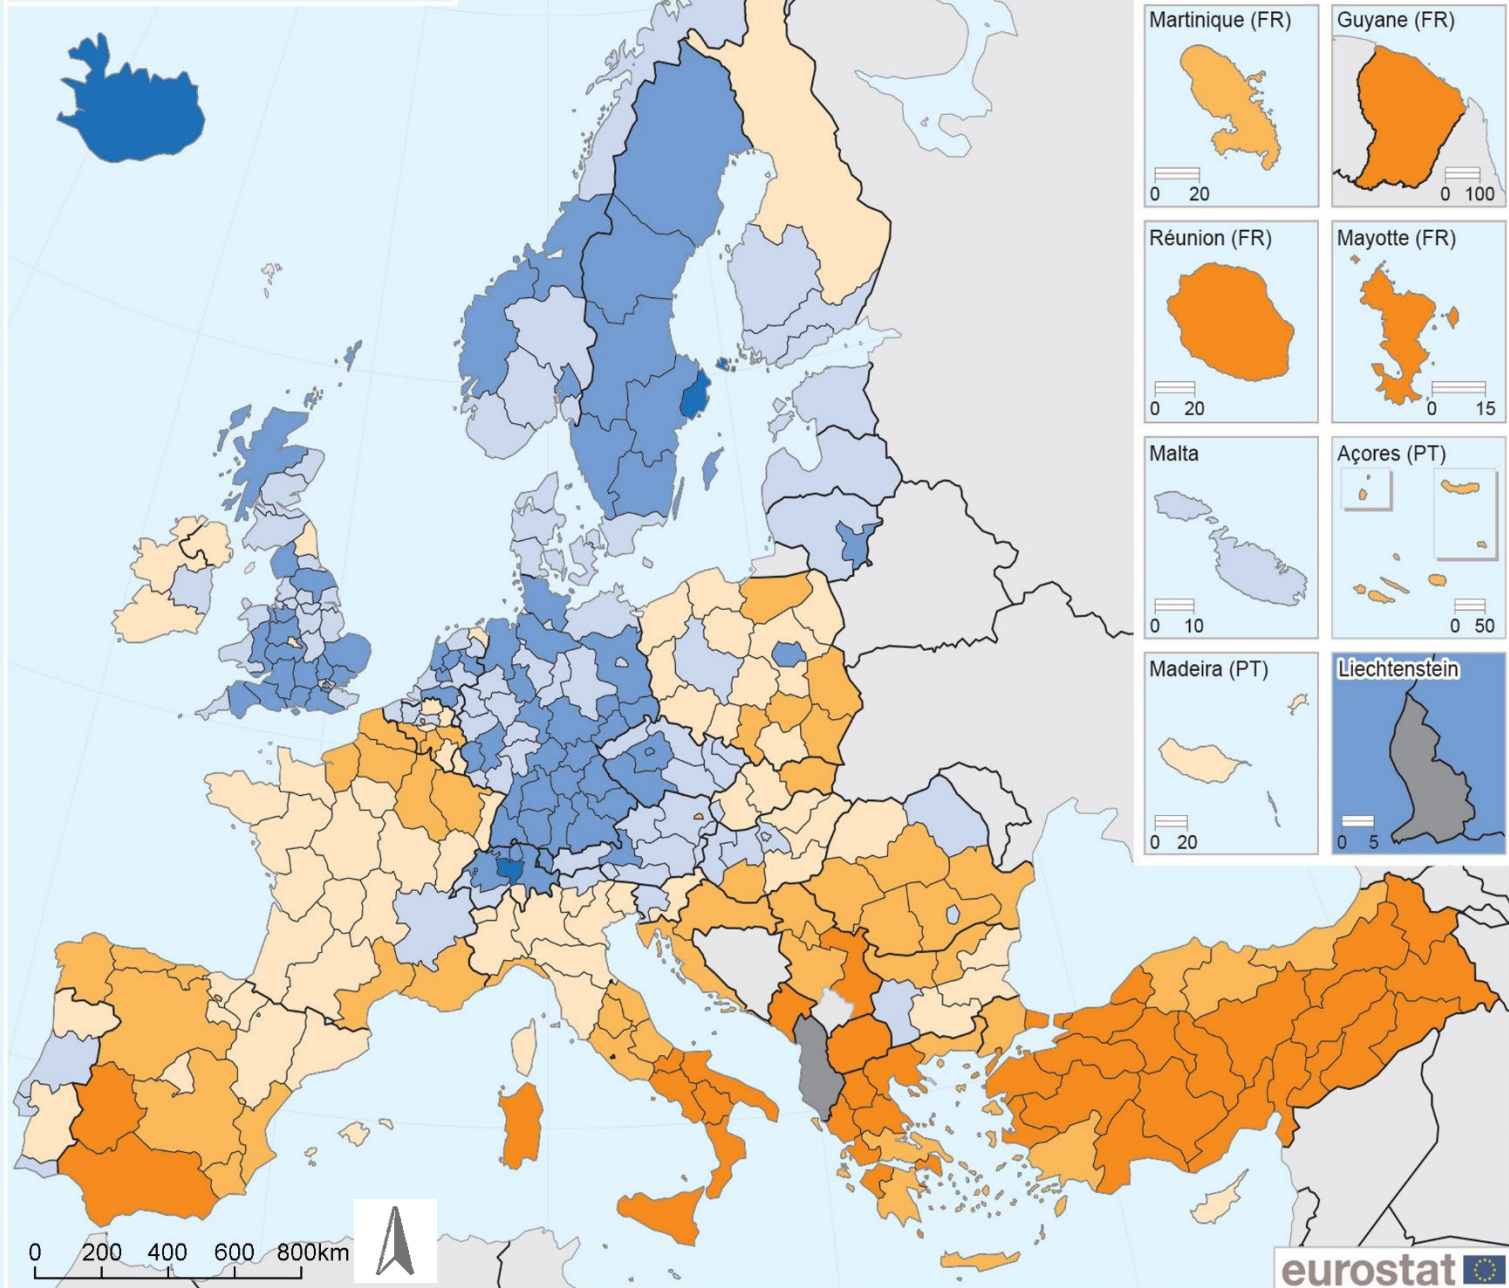 Martinique (FR)
0 20
Guyane (FR)
0 100
Réunion (FR)
0 20
Mayotte (FR)
0 15
Malta
0 10
Açores (PT)
0 50
Madeira (PT)
0 20
Liechtenstein
0 5
0 200 400 600 800km
eurostat